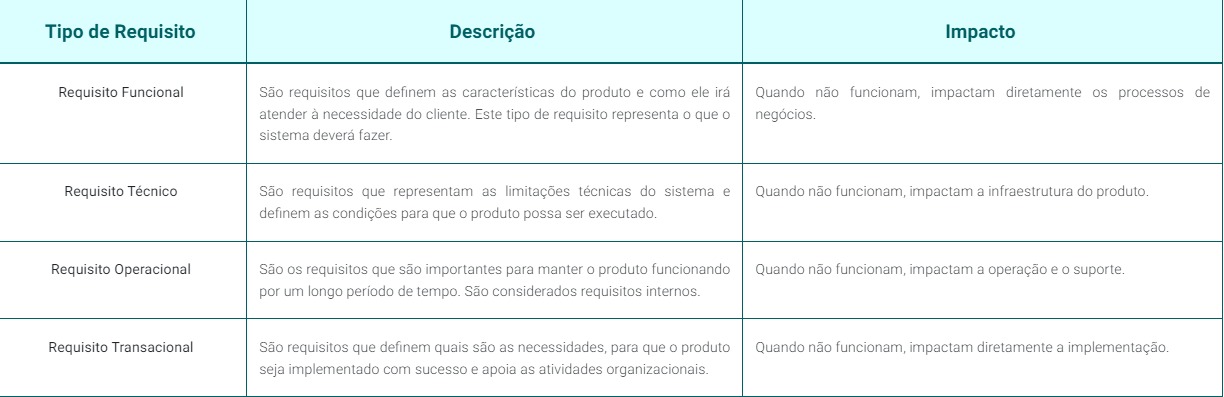 Tipo de Requisito
Descrição
Impacto
Requisito Funcional
São requisitos que definem as características do produto e como ele irá
atender à necessidade do cliente. Este tipo de requisito representa o que o
sistema deverá fazer.
Quando não funcionam, impactam diretamente os processos de
negócios.
Requisito Técnico
São requisitos que representam as limitações técnicas do sistema e
definem as condições para que o produto possa ser executado.
Quando não funcionam, impactam a infraestrutura do produto.
Requisito Operacional
São os requisitos que são importantes para manter o produto funcionando
por um longo período de tempo. São considerados requisitos internos.
Quando não funcionam, impactam a operação e o suporte.
Requisito Transacional
São requisitos que definem quais são as necessidades, para que o produto
seja implementado com sucesso e apoia as atividades organizacionais.
Quando não funcionam, impactam diretamente a implementação.